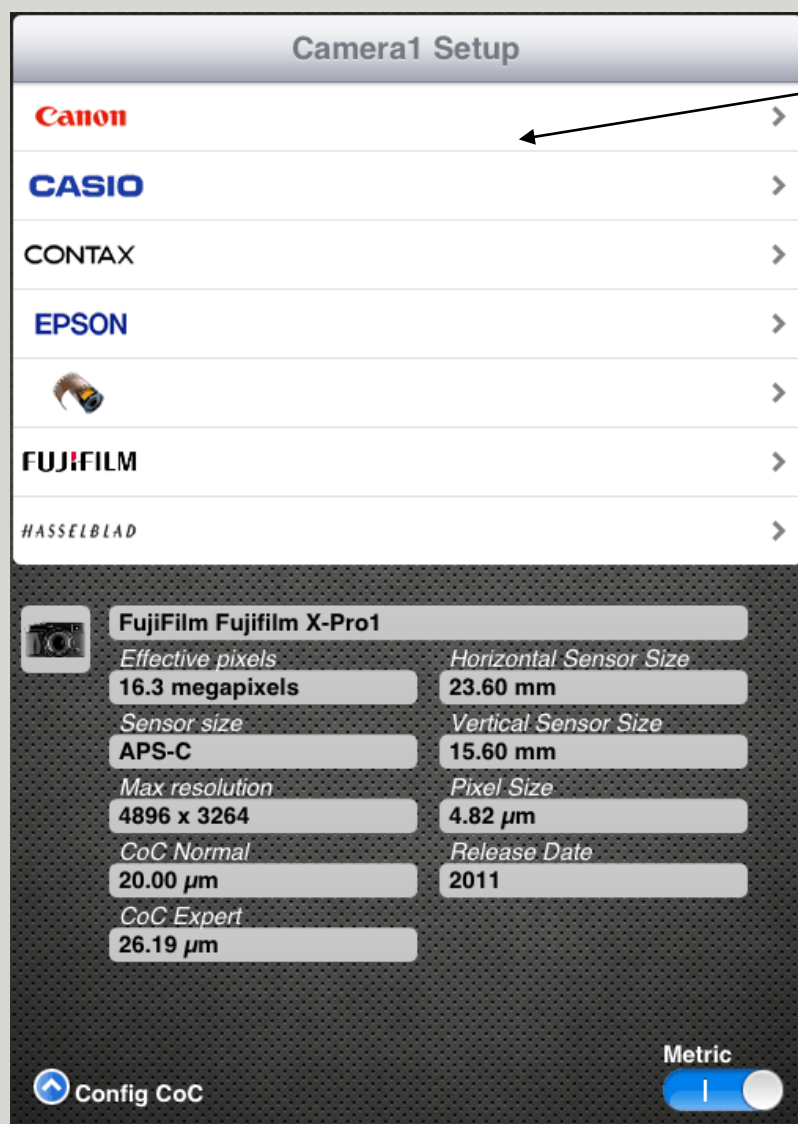 Camera1 Setup
Canon
CASIO
CONTAX
EPSON
FUJIFILM
HASSELBLAD
FujiFilm Fujifilm X-Pro1
Effective pixels Horizontal Sensor Size
16.3 megapixels 23.60 mm
Sensor size Vertical Sensor Size
APS-C 15.60 mm
Max resolution Pixel Size
4896 x 3264 4.82 µm
CoC Normal Release Date
20.00 µm 2011
CoC Expert
26.19 µm
Metric
Config CoC